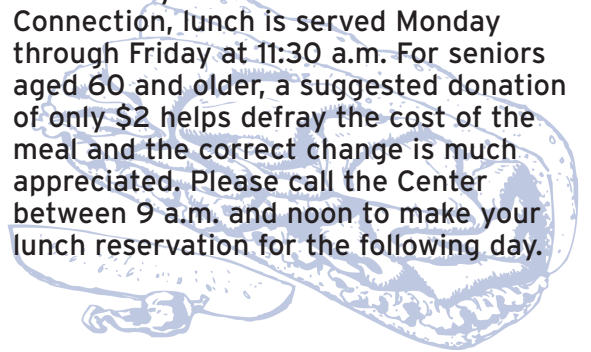 Connection, lunch is served Monday
through Friday at 11:30 a.m. For seniors
aged 60 and older, a suggested donation
of only $2 helps defray the cost of the
meal and the correct change is much
appreciated. Please call the Center
between 9 a.m. and noon to make your
lunch reservation for the following day.